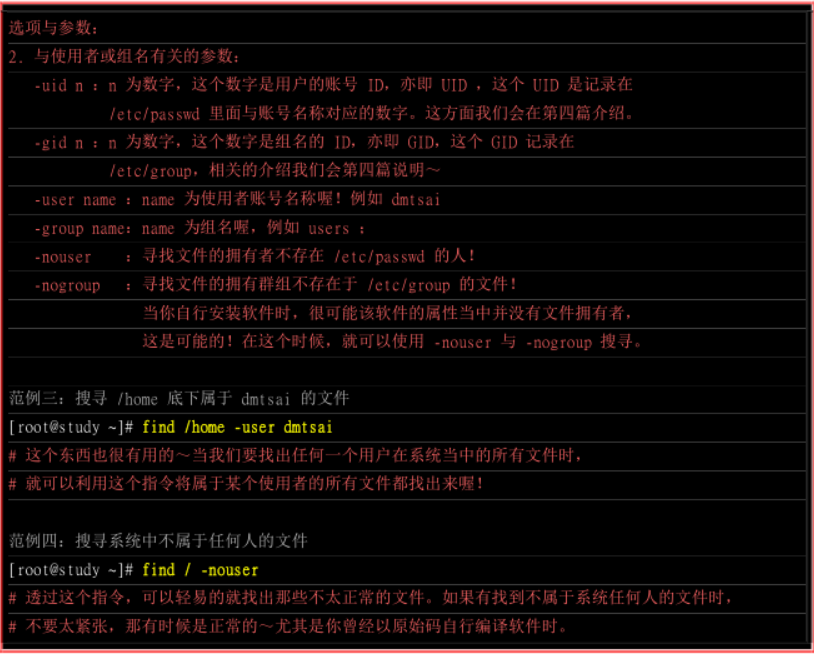 选项与参数：
2. 与使用者或组名有关的参数：
-uid n ：n 为数字，这个数字是用户的账号 ID，亦即 UID ，这个 UID 是记录在
/etc/passwd 里面与账号名称对应的数字。这方面我们会在第四篇介绍。
-gid n ：n 为数字，这个数字是组名的 ID，亦即 GID，这个 GID 记录在
/etc/group，相关的介绍我们会第四篇说明～
-user name ：name 为使用者账号名称喔！例如 dmtsai
-group name：name 为组名喔，例如 users ；
-nouser ：寻找文件的拥有者不存在 /etc/passwd 的人！
-nogroup ：寻找文件的拥有群组不存在于 /etc/group 的文件！
当你自行安装软件时，很可能该软件的属性当中并没有文件拥有者，
这是可能的！在这个时候，就可以使用 -nouser 与 -nogroup 搜寻。
范例三：搜寻 /home 底下属于 dmtsai 的文件
[root@study ~]# find /home -user dmtsai
# 这个东西也很有用的～当我们要找出任何一个用户在系统当中的所有文件时，
# 就可以利用这个指令将属于某个使用者的所有文件都找出来喔！
范例四：搜寻系统中不属于任何人的文件
[root@study ~]# find / -nouser
# 透过这个指令，可以轻易的就找出那些不太正常的文件。如果有找到不属于系统任何人的文件时，
# 不要太紧张，那有时候是正常的～尤其是你曾经以原始码自行编译软件时。